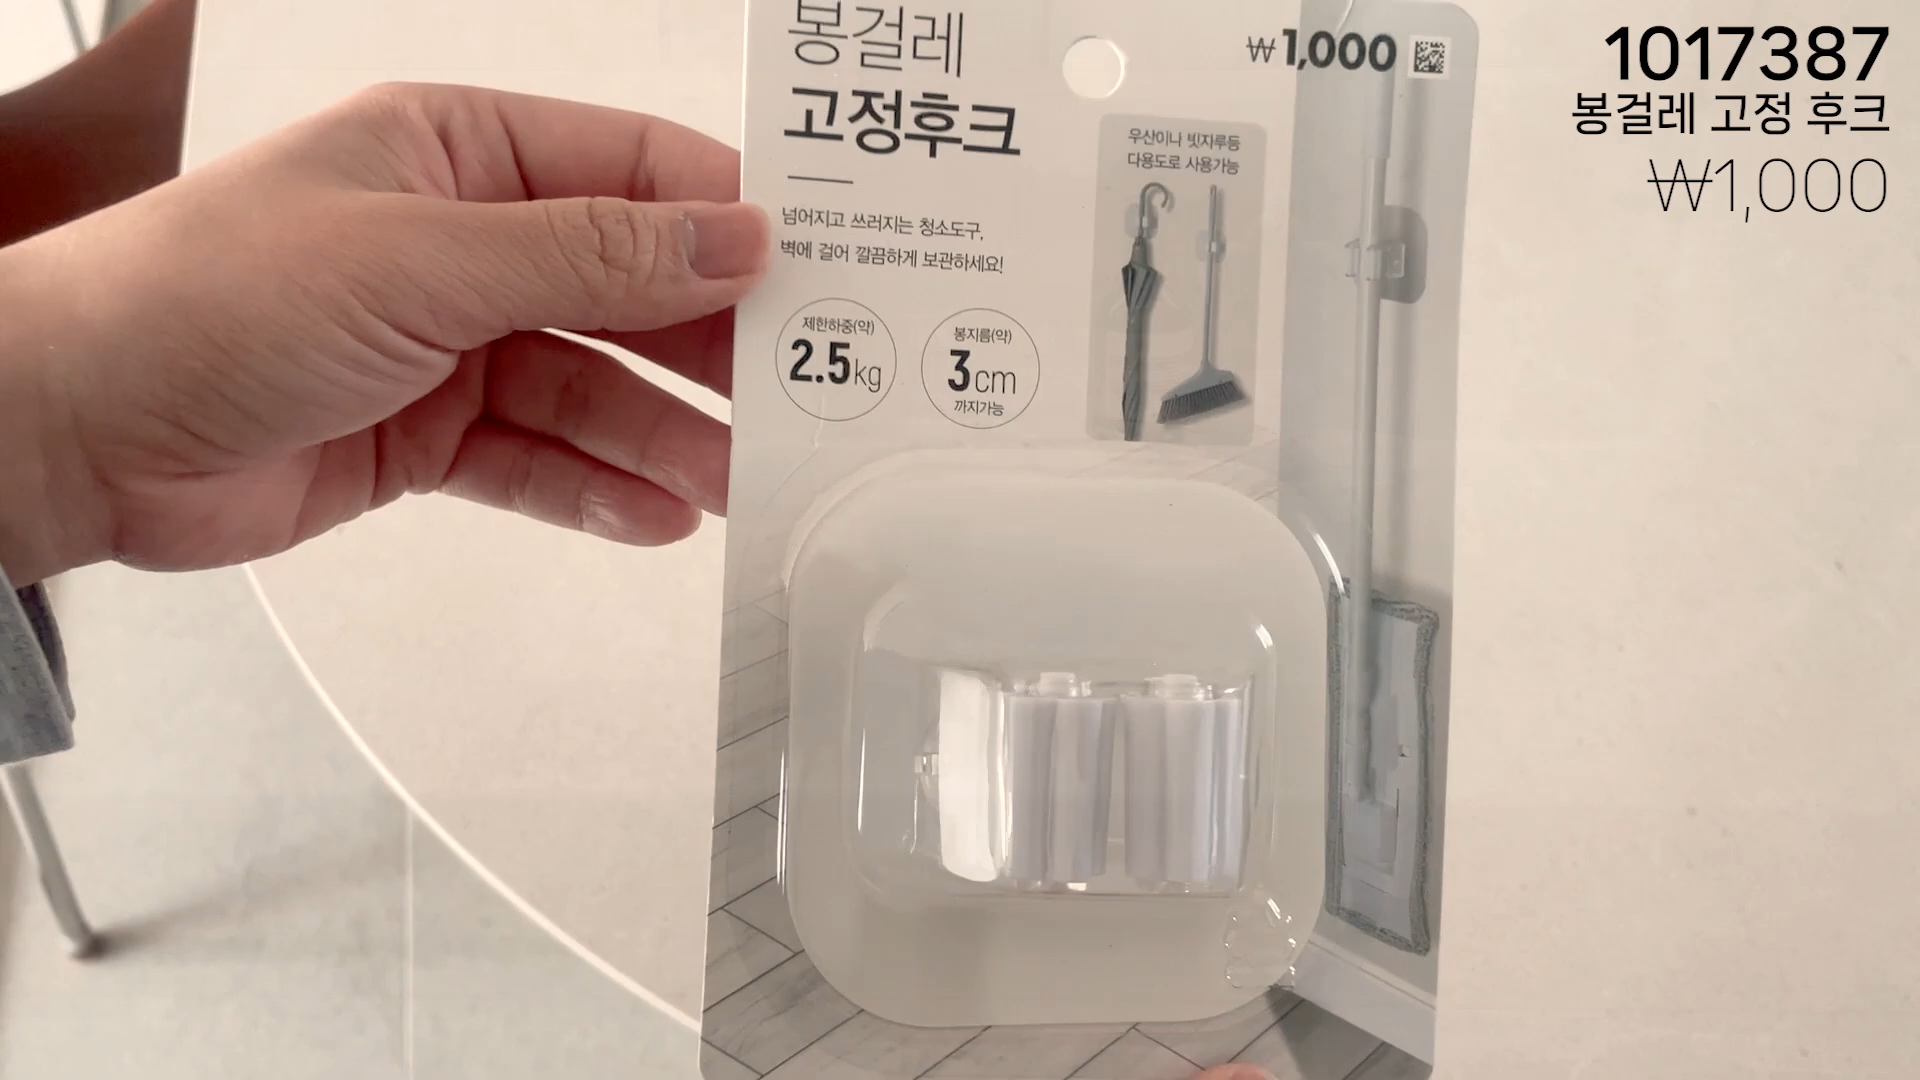 봉걸레
고정후크
넘어지고 쓰러지는 청소도구,
벽에 걸어 깔끔하게 보관하세요!
제한하중(약)
2.5kg
봉지름(약)
3cm
까지가능
₩1,000
우산이나 빗자루등
다용도로 사용가능
1017387
봉걸레 고정 후크
₩1,000